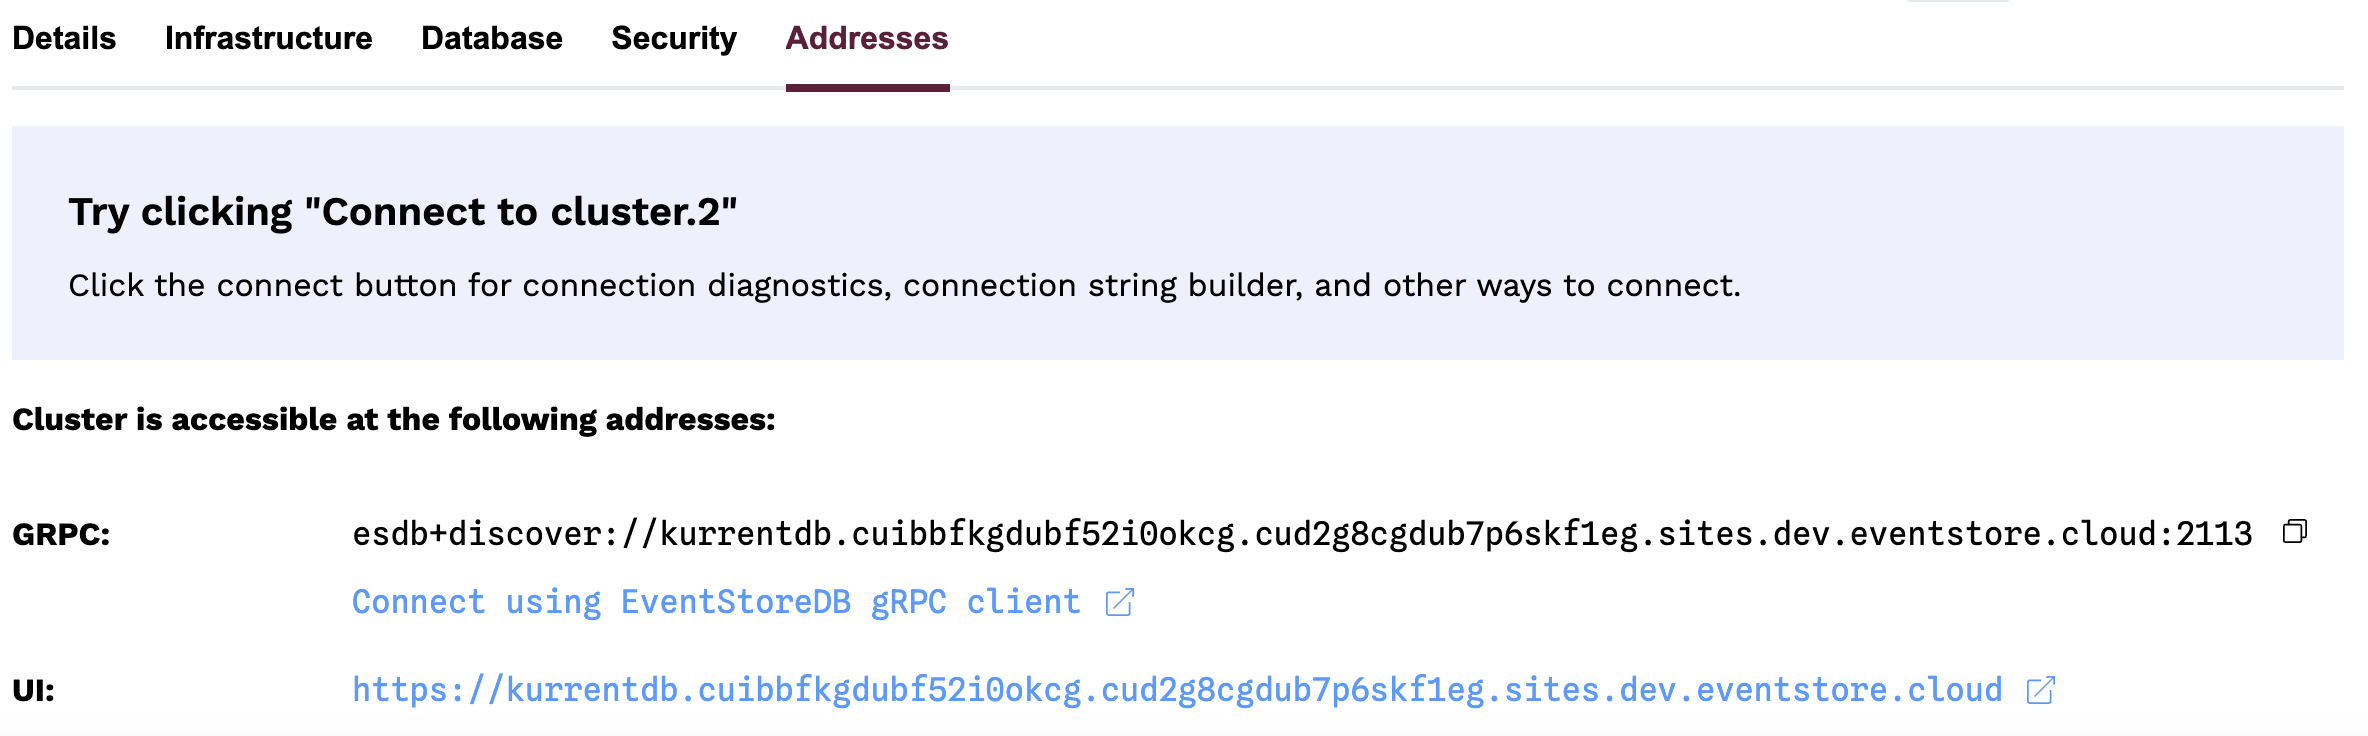 Details Infrastructure Database Security Addresses
Try clicking "Connect to cluster.2"
Click the connect button for connection diagnostics, connection string builder, and other ways to connect.
Cluster is accessible at the following addresses:
GRPC: esdb+discover://kurrentdb.cuibbfkgdubf52i0okcg.cud2g8cgdub7p6skf1eg.sites.dev.eventstore.cloud:2113
Connect using EventStoreDB gRPC client
UI: https://kurrentdb.cuibbfkgdubf52i0okcg.cud2g8cgdub7p6skf1eg.sites.dev.eventstore.cloud